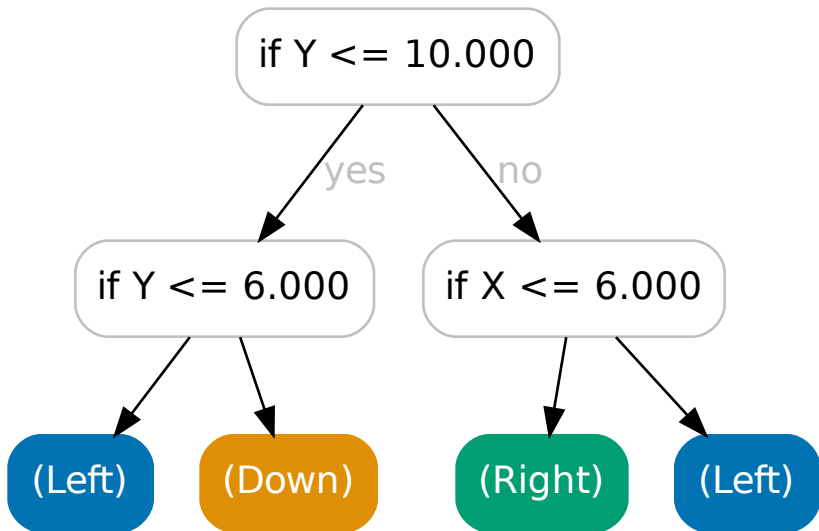 if Y <= 10.000
yes
no
if Y <= 6.000
if X <= 6.000
(Left)
(Down)
(Right)
(Left)